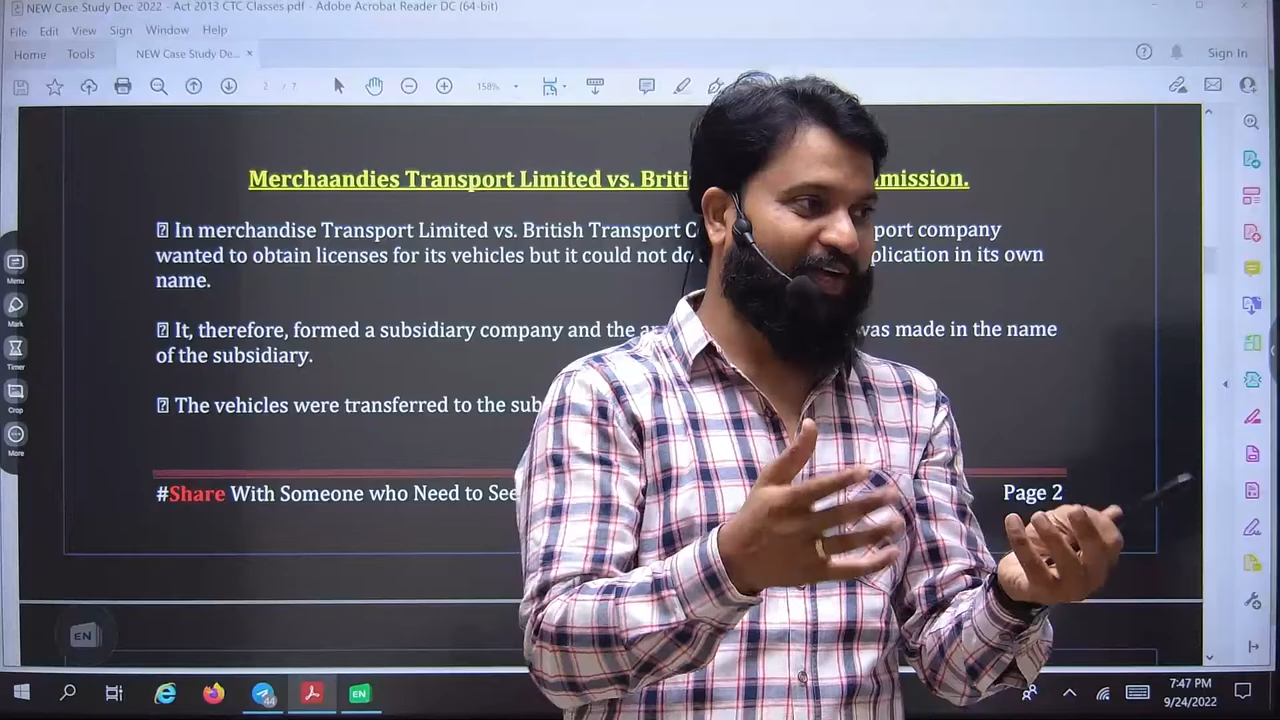 NEW Case Study Dec 2022 - Act 2013 CTC Classes.pdf - Adobe Acrobat Reader DC (64-bit)
File Edit View Sign Window Help
Home Tools NEW Case Study De... × Sign In
2 / 7 158%
Merchaandies Transport Limited vs. Briti mission.
In merchandise Transport Limited vs. British Transport C port company
wanted to obtain licenses for its vehicles but it could not do plication in its own
name.
It, therefore, formed a subsidiary company and the was made in the name
of the subsidiary.
The vehicles were transferred to the sub
#Share With Someone who Need to See Page 2
Menu
Mark
Timer
Crop
More
EN
44
EN
7:47 PM
9/24/2022